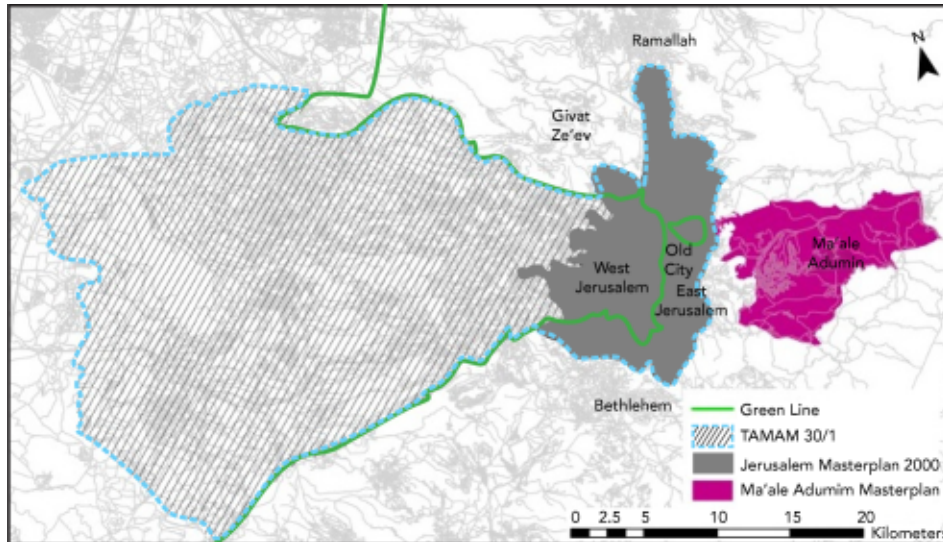 Ramallah
N
Givat
Ze'ev
Ma'ale
Adumin
Old
City
West
Jerusalem
East
Jerusalem
Bethlehem
Green Line
TAMAM 30/1
Jerusalem Masterplan 2000
Ma'ale Adumim Masterplan
0 2.5 5 10 15 20
Kilometers